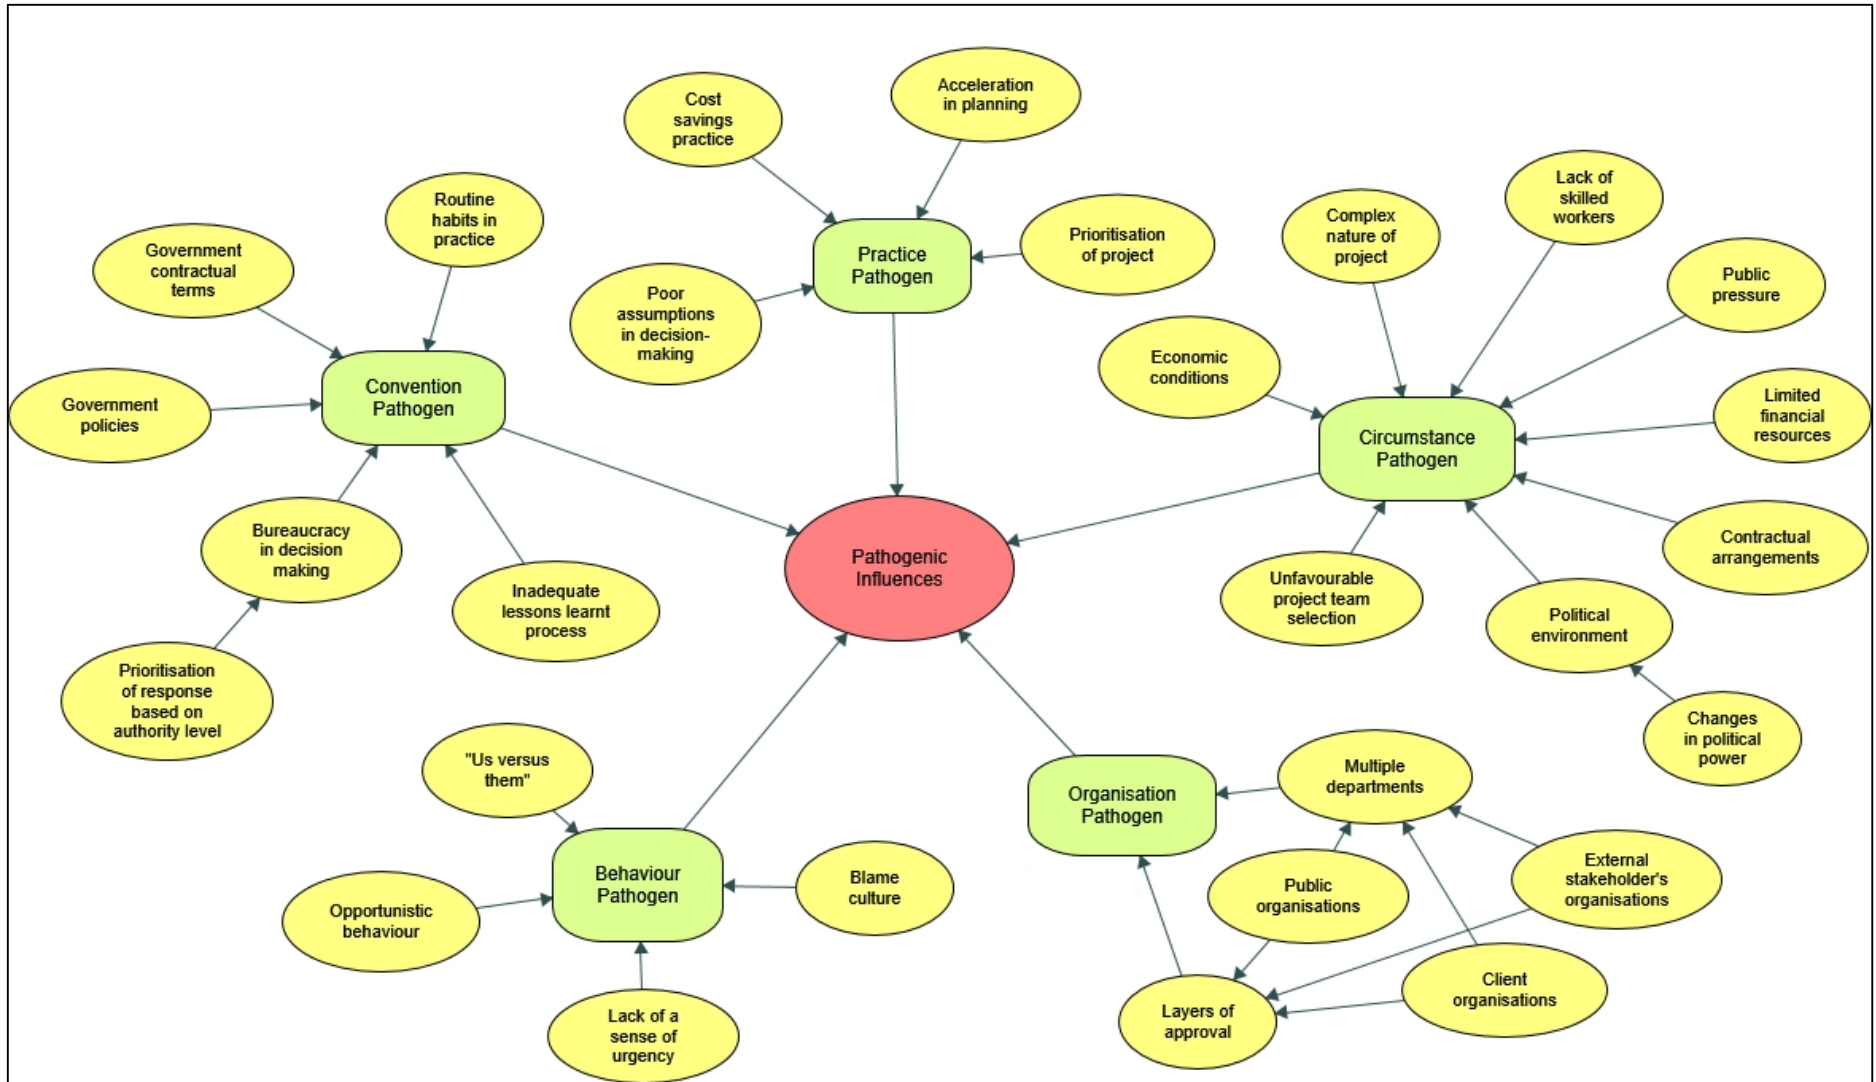 Cost
savings
practice
Acceleration
in planning
Routine
habits in
practice
Government
contractual
terms
Practice
Pathogen
Prioritisation
of project
Poor
assumptions
in decision-
making
Complex
nature of
project
Lack of
skilled
workers
Public
pressure
Economic
conditions
Limited
financial
resources
Convention
Pathogen
Government
policies
Circumstance
Pathogen
Bureaucracy
in decision
making
Inadequate
lessons learnt
process
Pathogenic
Influences
Contractual
arrangements
Unfavourable
project team
selection
Political
environment
Prioritisation
of response
based on
authority level
Changes
in political
power
"Us versus
them"
Organisation
Pathogen
Multiple
departments
Behaviour
Pathogen
Blame
culture
Opportunistic
behaviour
Public
organisations
External
stakeholder's
organisations
Client
organisations
Layers of
approval
Lack of a
sense of
urgency